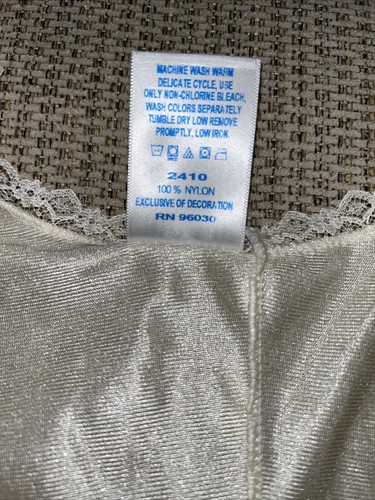 MACHINE WASH WARM
DELICATE CYCLE, USE
ONLY NON-CHLORINE BLEACH,
WASH COLORS SEPARATELY
TUMBLE DRY LOW REMOVE
PROMPTLY, LOW IRON
2410
100 % NYLON
EXCLUSIVE OF DECORATION
RN 96030